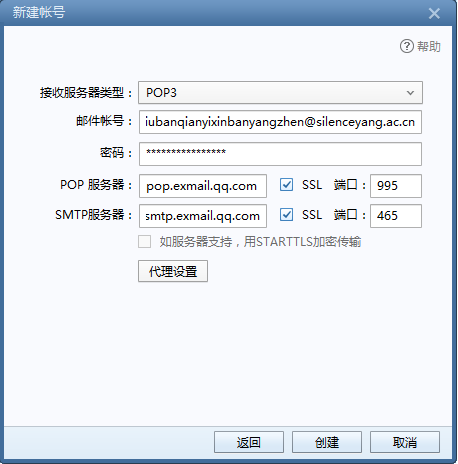 新建帐号
帮助
接收服务器类型： POP3
邮件帐号： iubanqianyixinbanyangzhen@silenceyang.ac.cn
密码： ****************
POP 服务器： pop.exmail.qq.com SSL 端口： 995
SMTP服务器： smtp.exmail.qq.com SSL 端口： 465
如服务器支持，用STARTTLS加密传输
代理设置
返回 创建 取消